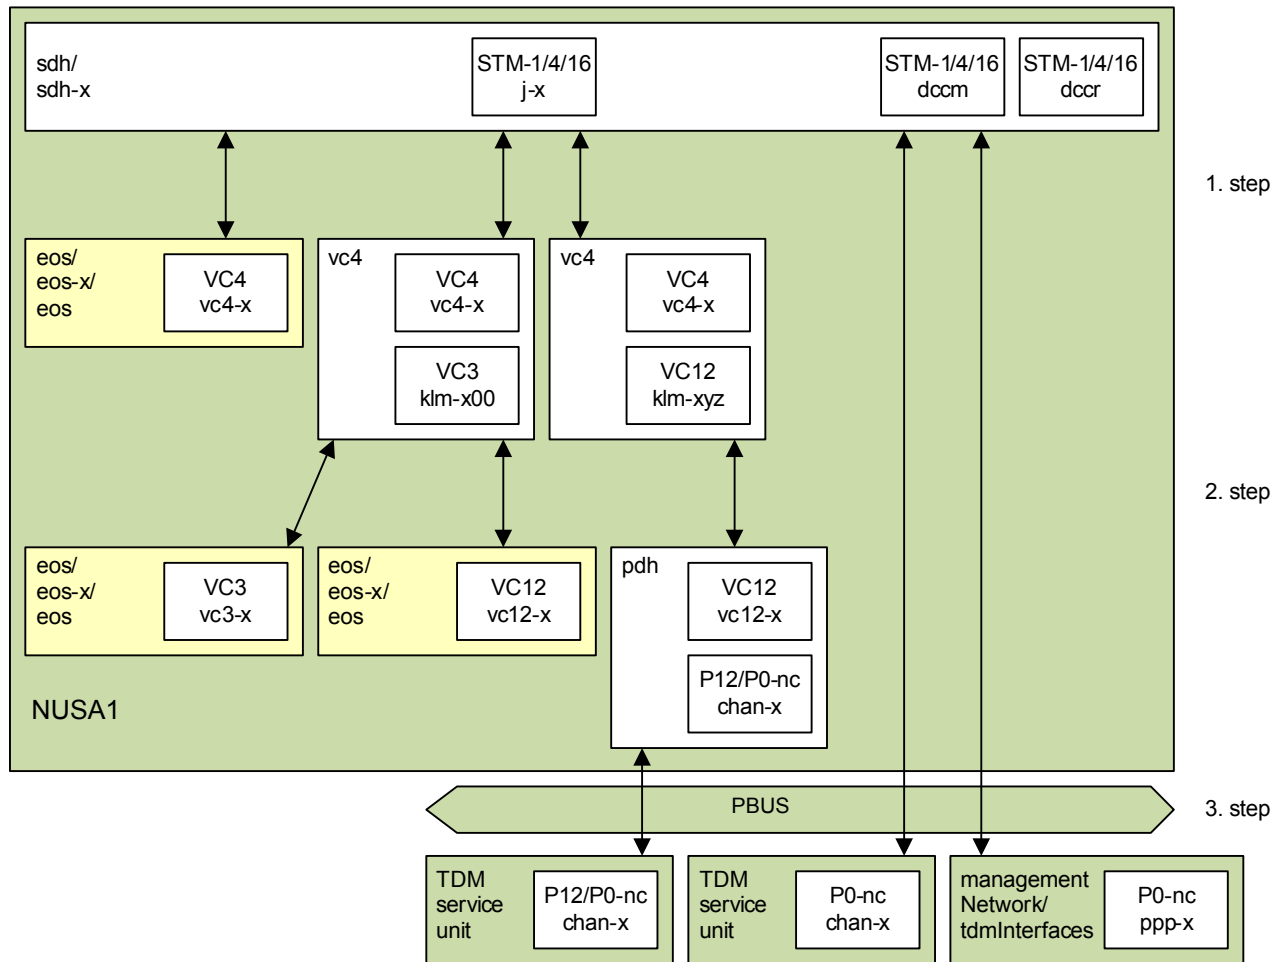 sdh/
sdh-x
STM-1/4/16
j-x
STM-1/4/16
dccm
STM-1/4/16
dccr
1. step
eos/
eos-x/
eos
VC4
vc4-x
vc4
VC4
vc4-x
VC3
klm-x00
vc4
VC4
vc4-x
VC12
klm-xyz
2. step
eos/
eos-x/
eos
VC3
vc3-x
eos/
eos-x/
eos
VC12
vc12-x
pdh
VC12
vc12-x
P12/P0-nc
chan-x
NUSA1
PBUS
3. step
TDM
service
unit
P12/P0-nc
chan-x
TDM
service
unit
P0-nc
chan-x
management
Network/
tdmInterfaces
P0-nc
ppp-x